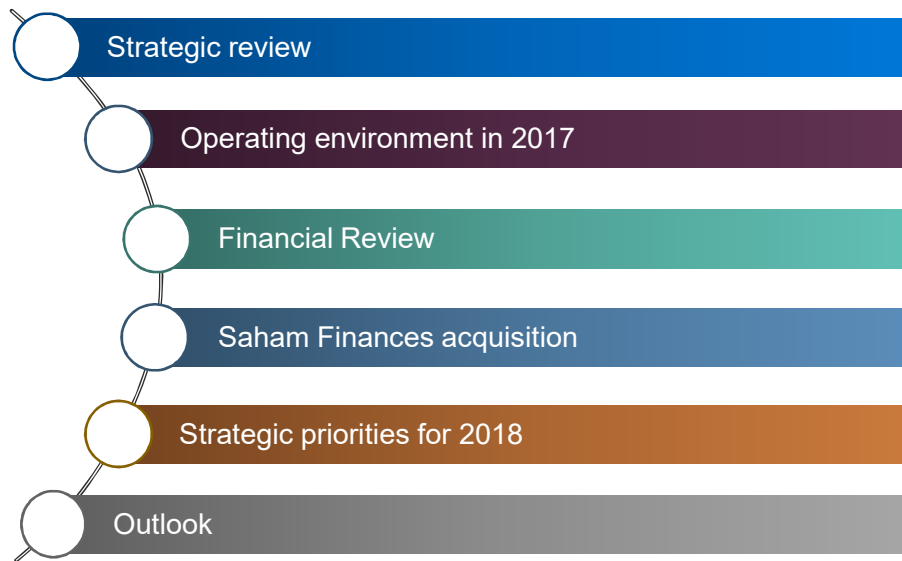 Strategic review
Operating environment in 2017
Financial Review
Saham Finances acquisition
Strategic priorities for 2018
Outlook